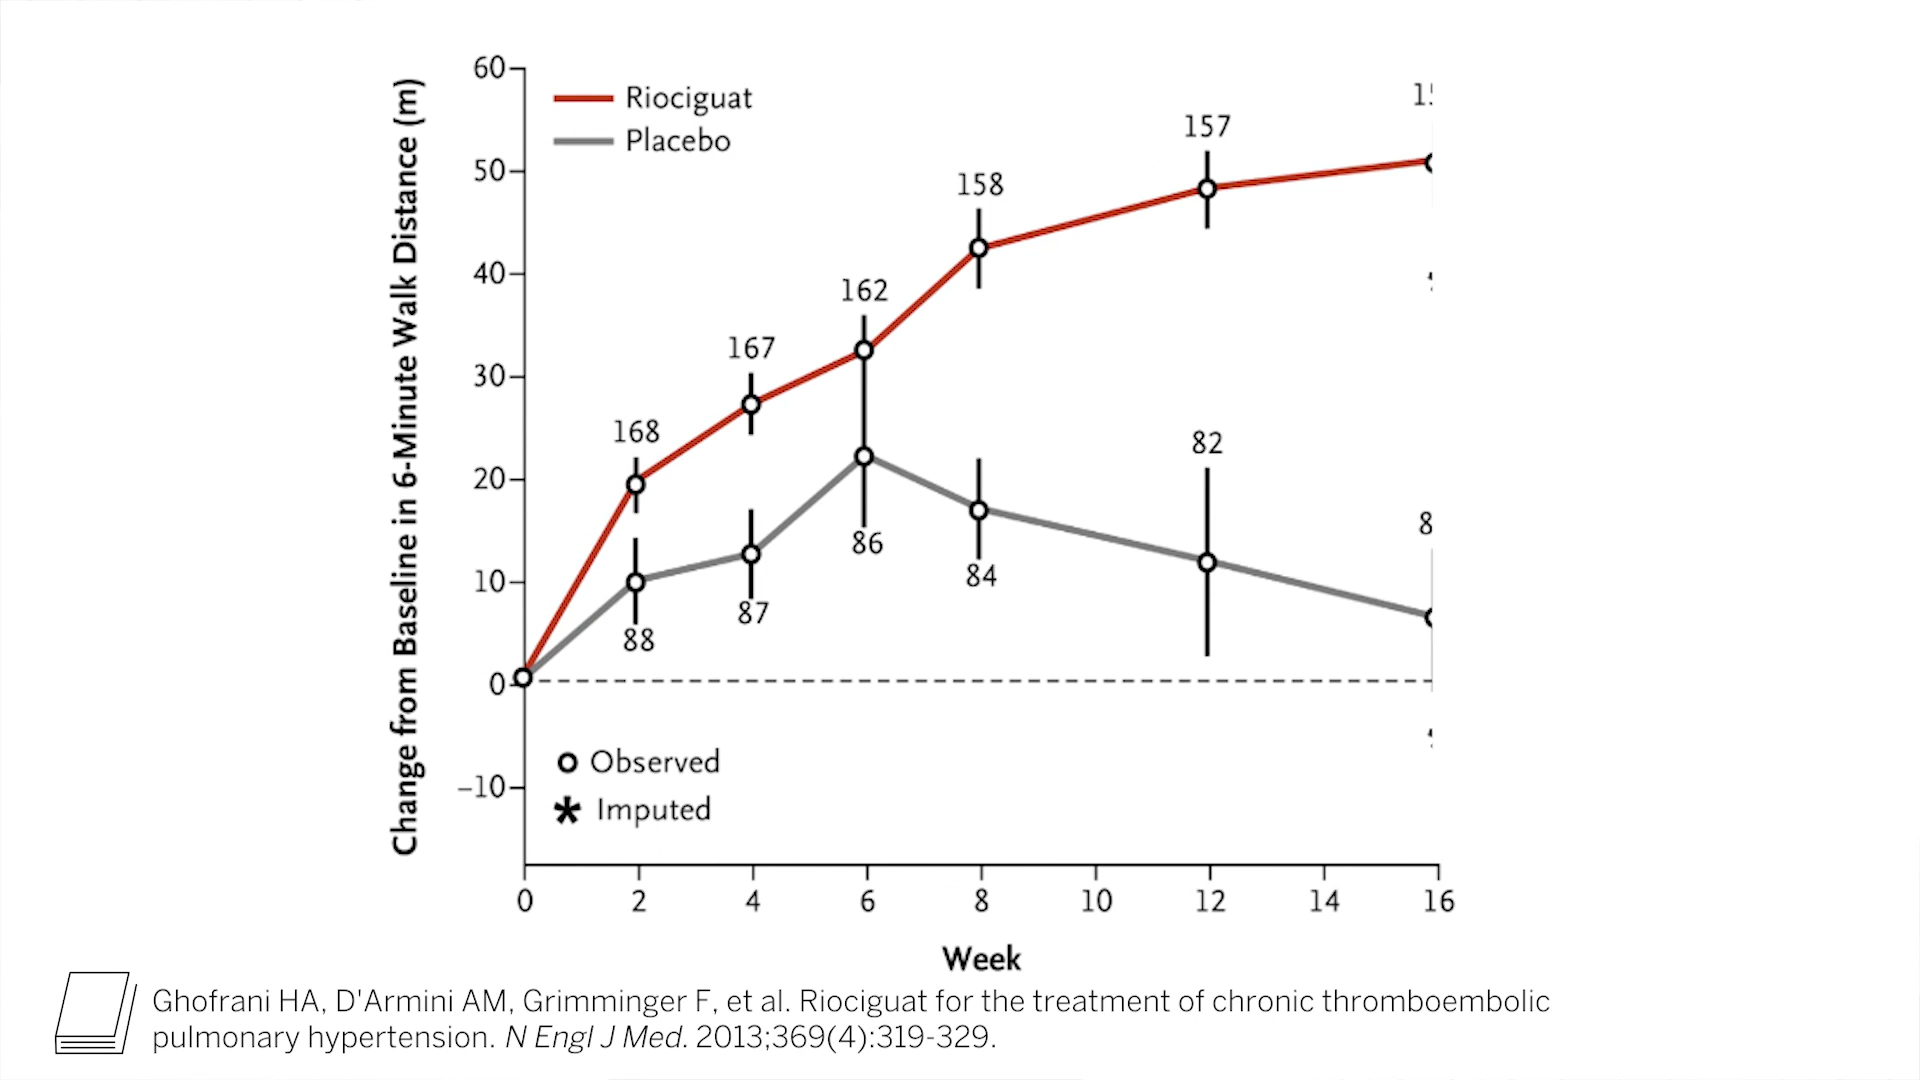 60
Riociguat
Placebo
50
40
30
20
10
0
–10
Change from Baseline in 6-Minute Walk Distance (m)
168
167
162
158
157
88
87
86
84
82
8
Observed
Imputed
0 2 4 6 8 10 12 14 16
Week
Ghofrani HA, D'Armini AM, Grimminger F, et al. Riociguat for the treatment of chronic thromboembolic
pulmonary hypertension. N Engl J Med. 2013;369(4):319-329.